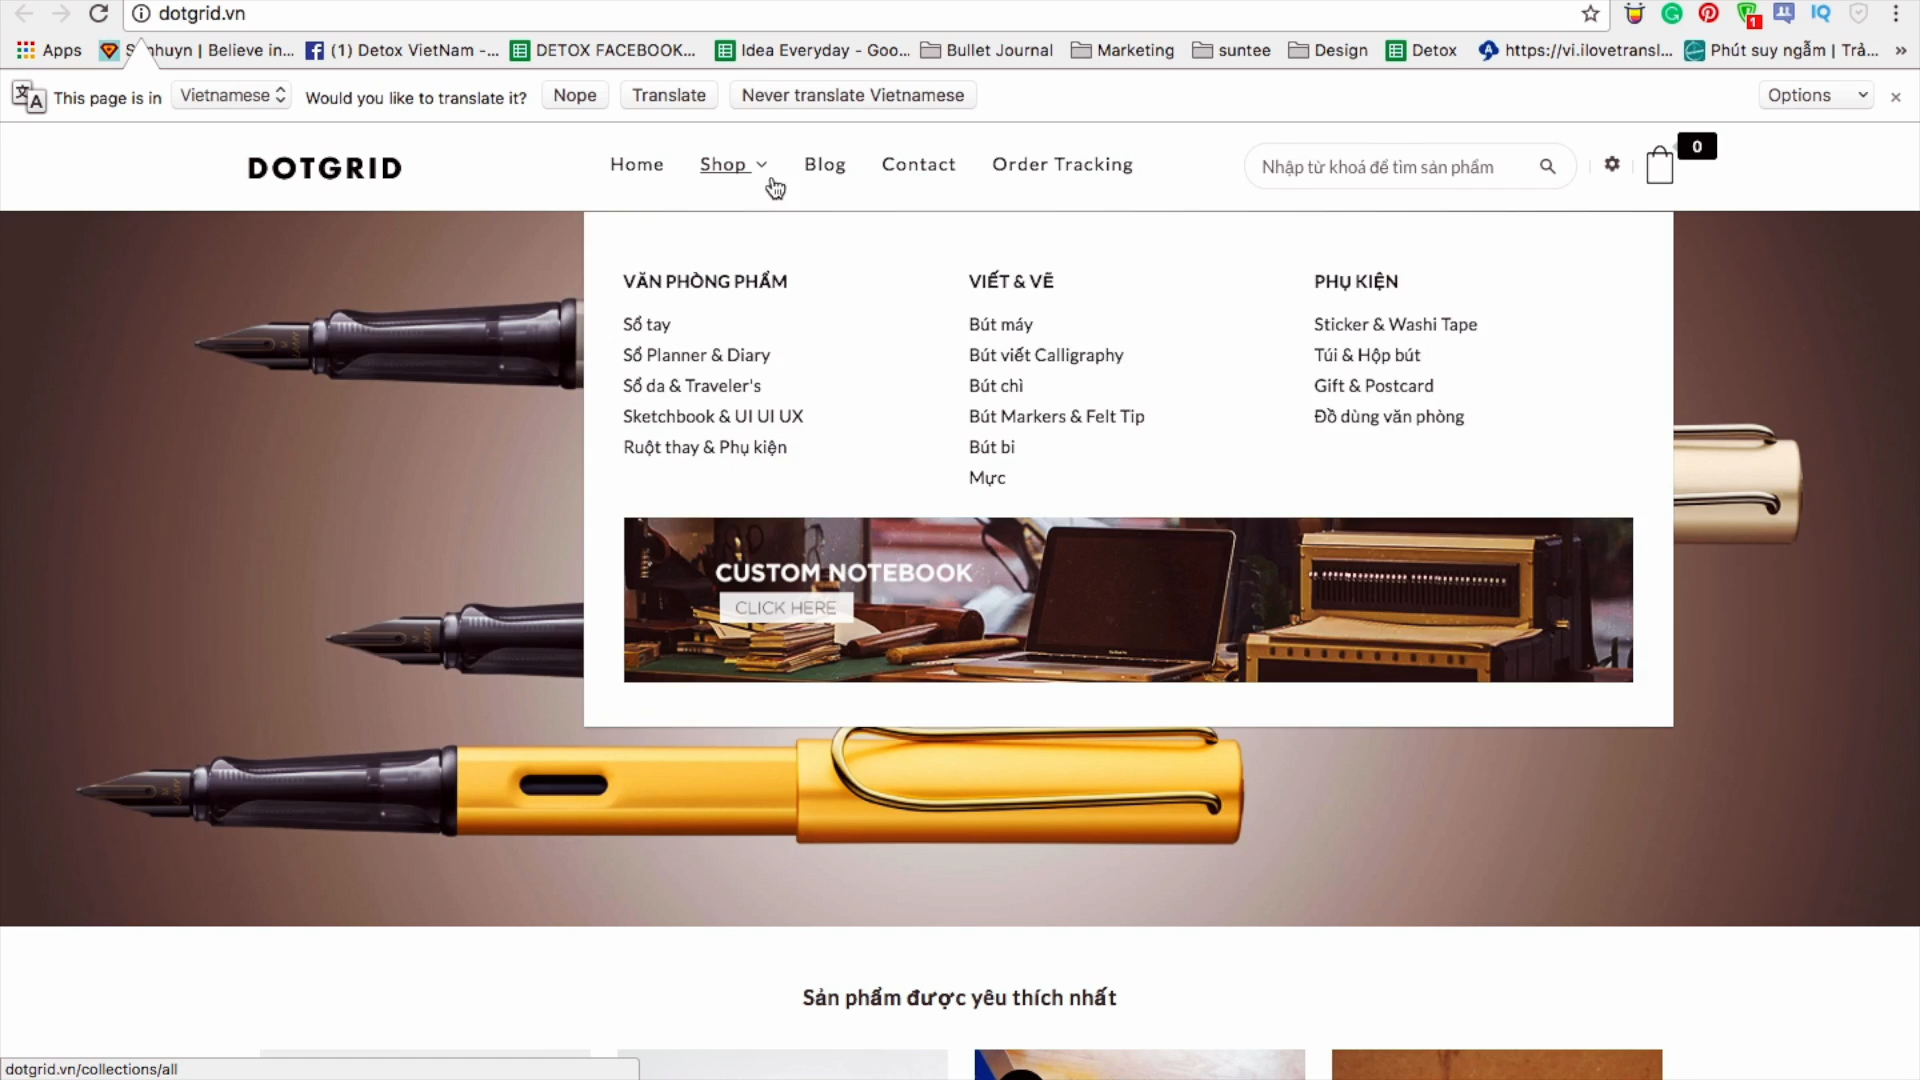 dotgrid.vn
Apps
S nhuyn | Believe in...
(1) Detox VietNam -...
DETOX FACEBOOK...
Idea Everyday - Goo...
Bullet Journal
Marketing
suntee
Design
Detox
https://vi.ilovetransl...
Phút suy ngẫm | Trả...
»
This page is in
Vietnamese
Would you like to translate it?
Nope
Translate
Never translate Vietnamese
Options
DOTGRID
Home
Shop
Blog
Contact
Order Tracking
Nhập từ khoá để tìm sản phẩm
0
VĂN PHÒNG PHẨM
Sổ tay
Sổ Planner & Diary
Sổ da & Traveler's
Sketchbook & UI UI UX
Ruột thay & Phụ kiện
VIẾT & VẼ
Bút máy
Bút viết Calligraphy
Bút chì
Bút Markers & Felt Tip
Bút bi
Mực
PHỤ KIỆN
Sticker & Washi Tape
Túi & Hộp bút
Gift & Postcard
Đồ dùng văn phòng
CUSTOM NOTEBOOK
CLICK HERE
Sản phẩm được yêu thích nhất
dotgrid.vn/collections/all